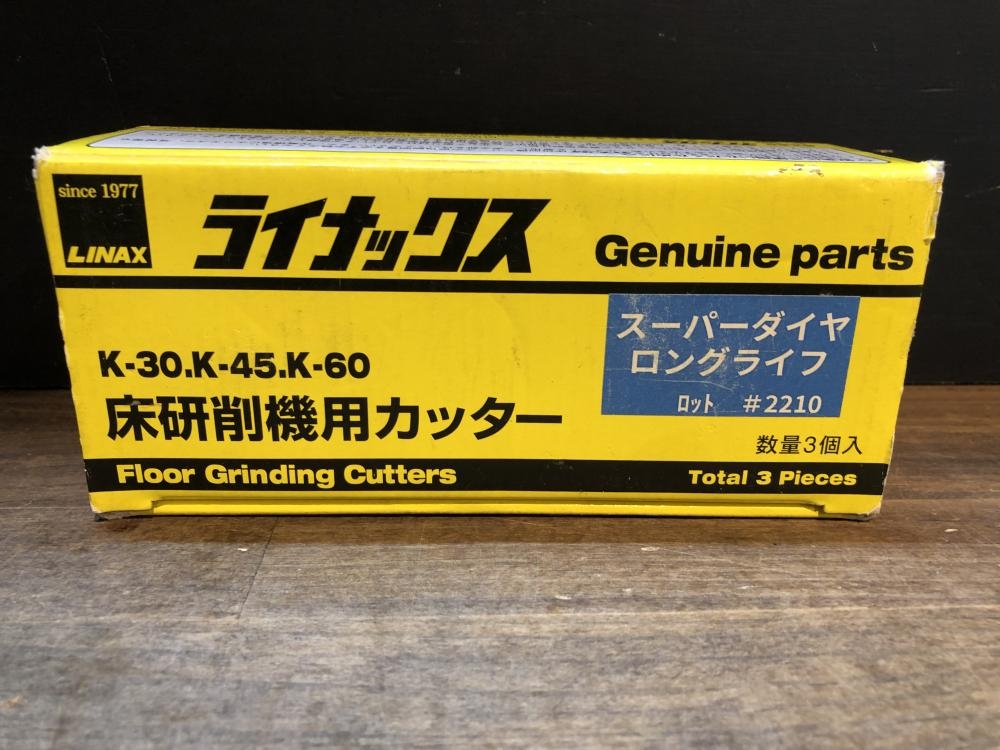 since 1977
LINAX
ライナックス
Genuine parts
スーパーダイヤ
ロングライフ
ロット #2210
K-30.K-45.K-60
床研削機用カッター
数量3個入
Floor Grinding Cutters
Total 3 Pieces